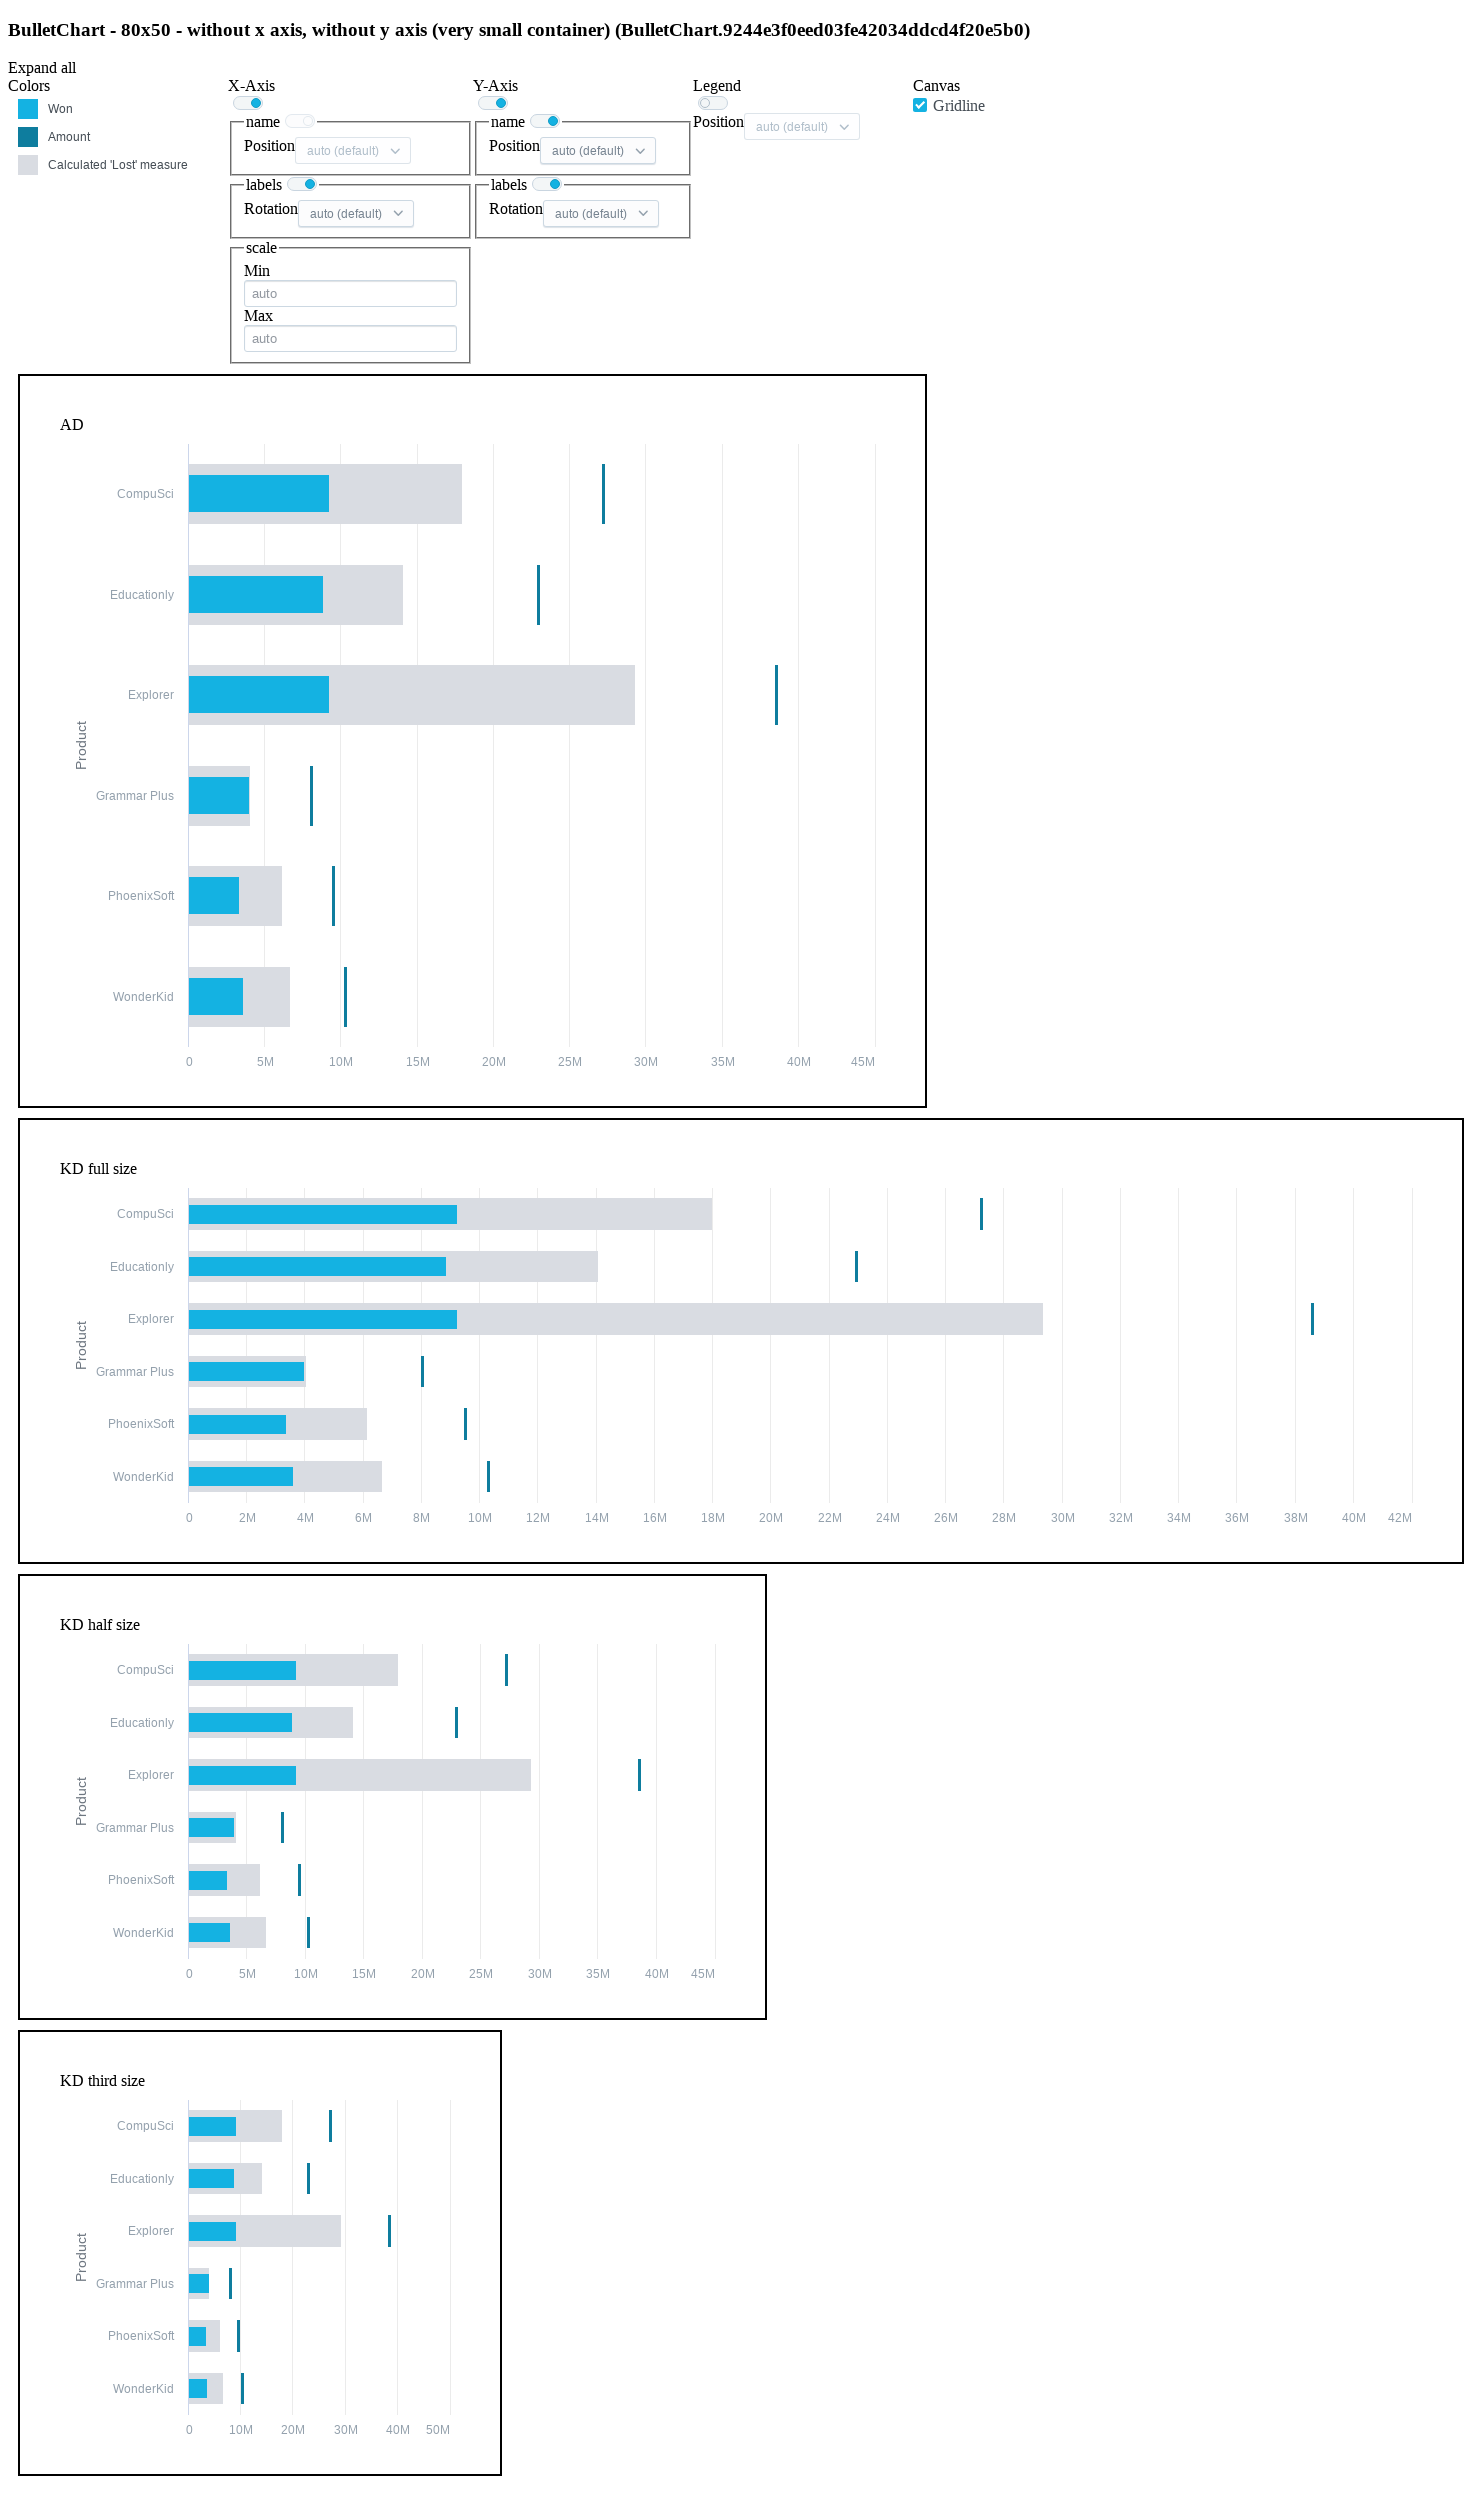 BulletChart - 80x50 - without x axis, without y axis (very small container) (BulletChart.9244e3f0eed03fe42034ddcd4f20e5b0)
Expand all
Colors
Won
Amount
Calculated 'Lost' measure
X-Axis
name
Position auto (default)
labels
Rotation auto (default)
scale
Min
auto
Max
auto
Y-Axis
name
Position auto (default)
labels
Rotation auto (default)
Legend
Position auto (default)
Canvas
Gridline
AD
Product
CompuSci
Educationly
Explorer
Grammar Plus
PhoenixSoft
WonderKid
0 5M 10M 15M 20M 25M 30M 35M 40M 45M
KD full size
Product
CompuSci
Educationly
Explorer
Grammar Plus
PhoenixSoft
WonderKid
0 2M 4M 6M 8M 10M 12M 14M 16M 18M 20M 22M 24M 26M 28M 30M 32M 34M 36M 38M 40M 42M
KD half size
Product
CompuSci
Educationly
Explorer
Grammar Plus
PhoenixSoft
WonderKid
0 5M 10M 15M 20M 25M 30M 35M 40M 45M
KD third size
Product
CompuSci
Educationly
Explorer
Grammar Plus
PhoenixSoft
WonderKid
0 10M 20M 30M 40M 50M